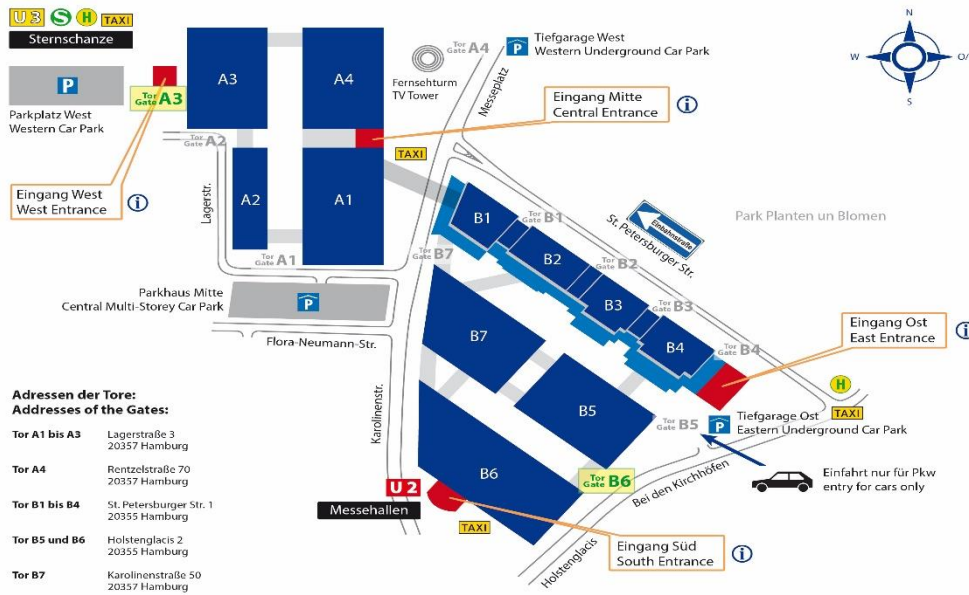 U3 S H TAXI
Sternschanze
P
Parkplatz West
Western Car Park
Tor
Gate A3
Tor
Gate A2
Eingang West
West Entrance
i
A3
A4
A2
A1
Lagerstr.
Tor
Gate A1
Fernsehturm
TV Tower
Tor
Gate A4
Messeplatz
P
Tiefgarage West
Western Underground Car Park
Eingang Mitte
Central Entrance
i
TAXI
N
W
O/E
S
B1
Tor
Gate B1
B2
Tor
Gate B2
B3
Tor
Gate B3
B4
Tor
Gate B4
Einbahnstraße
St. Petersburger Str.
Park Planten un Blomen
Tor
Gate B7
Parkhaus Mitte
Central Multi-Storey Car Park
P
Flora-Neumann-Str.
Karolinenstr.
B7
B5
B6
Eingang Ost
East Entrance
i
H
TAXI
Tor
Gate B5
P
Tiefgarage Ost
Eastern Underground Car Park
Einfahrt nur für Pkw
entry for cars only
Bei den Kirchhöfen
Tor
Gate B6
U2
Messehallen
TAXI
Eingang Süd
South Entrance
i
Holstenglacis
Adressen der Tore:
Addresses of the Gates:
Tor A1 bis A3 Lagerstraße 3
20357 Hamburg
Tor A4 Rentzelstraße 70
20357 Hamburg
Tor B1 bis B4 St. Petersburger Str. 1
20355 Hamburg
Tor B5 und B6 Holstenglacis 2
20355 Hamburg
Tor B7 Karolinenstraße 50
20357 Hamburg